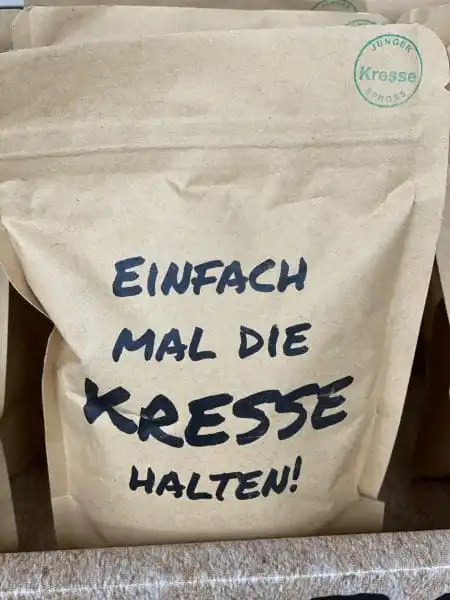 JUNGER
Kresse
SPROSS
EINFACH
MAL DIE
KRESSE
HALTEN!